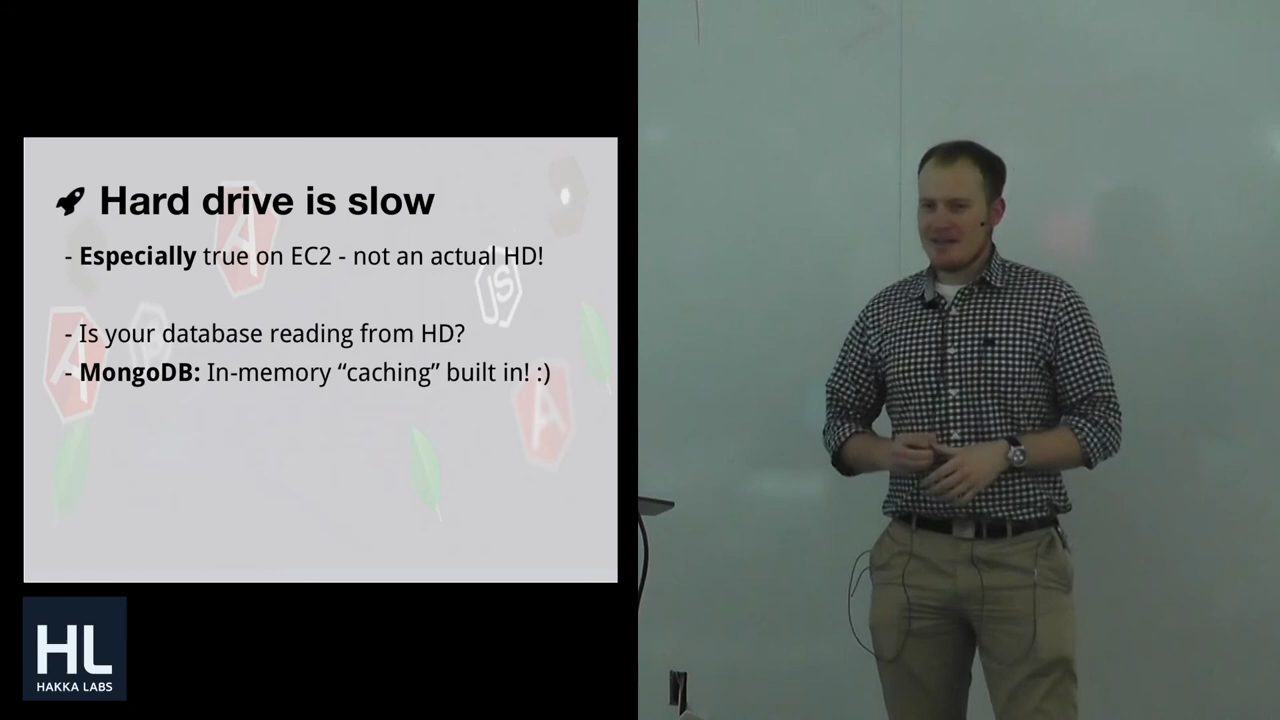 Hard drive is slow
- Especially true on EC2 - not an actual HD!
- Is your database reading from HD?
- MongoDB: In-memory “caching” built in! :)
A
JS
A
A
HL
HAKKA LABS